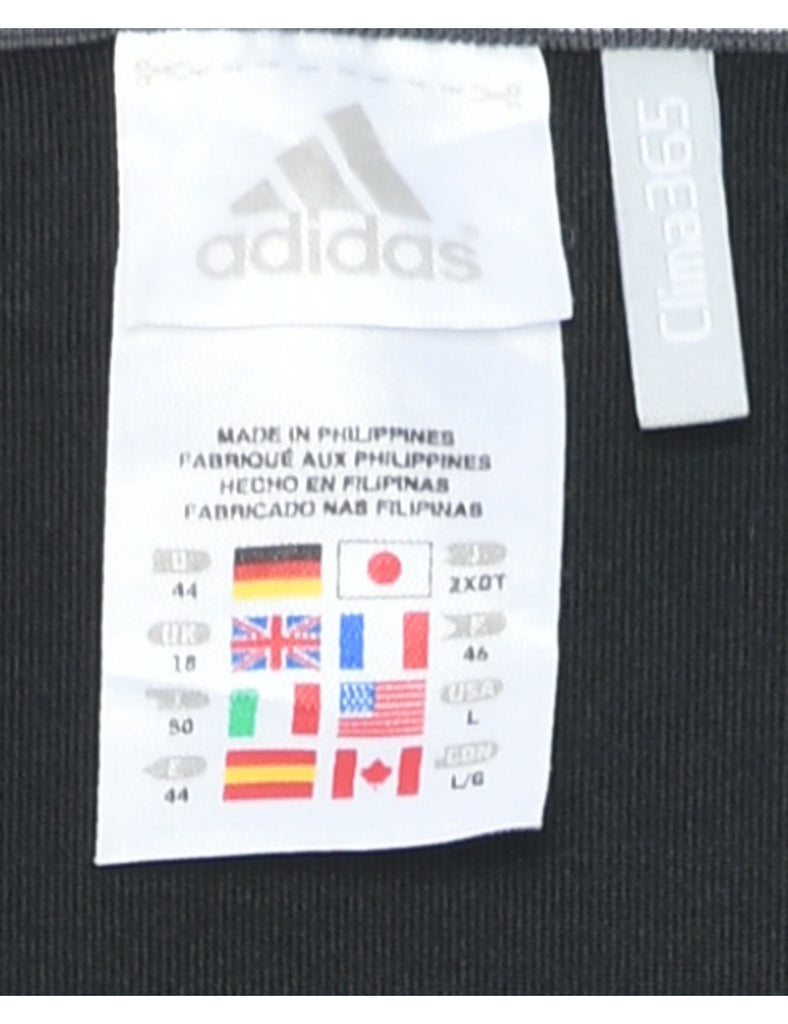 adidas
Clima365
MADE IN PHILIPPINES
FABRIQUÉ AUX PHILIPPINES
HECHO EN FILIPINAS
FABRICADO NAS FILIPINAS
44
2XOT
UK
18
46
50
USA
L
44
CDN
L/G